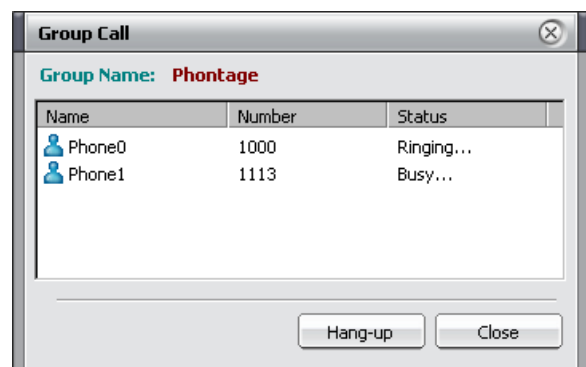 Group Call
Group Name: Phontage
Name Number Status
Phone0 1000 Ringing...
Phone1 1113 Busy...
Hang-up Close